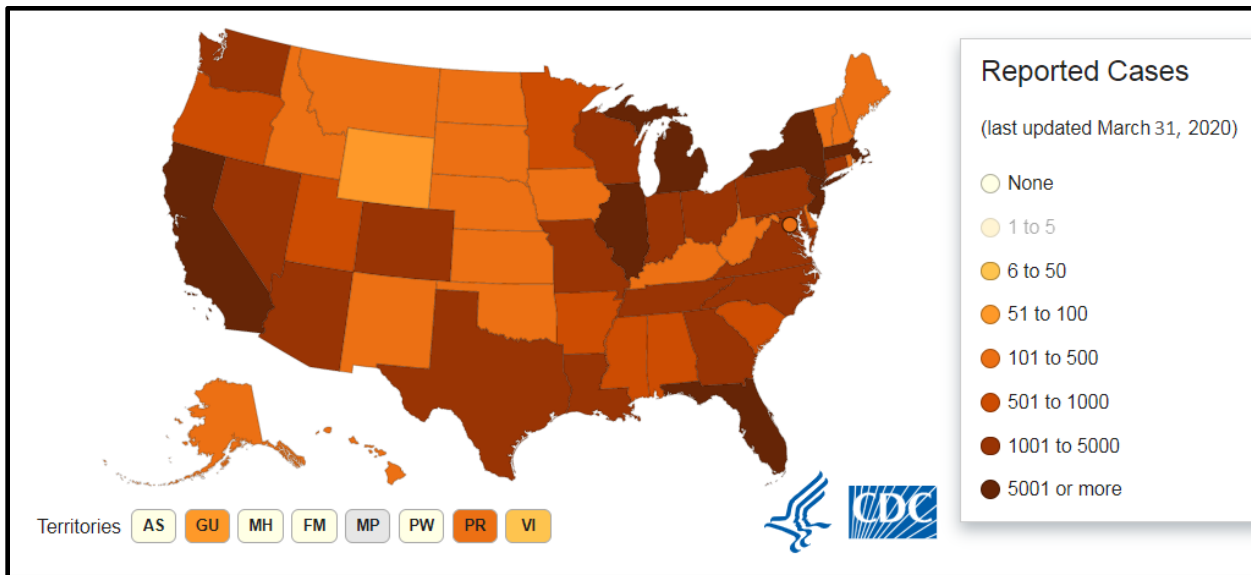 Reported Cases
(last updated March 31, 2020)
None
1 to 5
6 to 50
51 to 100
101 to 500
501 to 1000
1001 to 5000
5001 or more
Territories AS GU MH FM MP PW PR VI
CDC